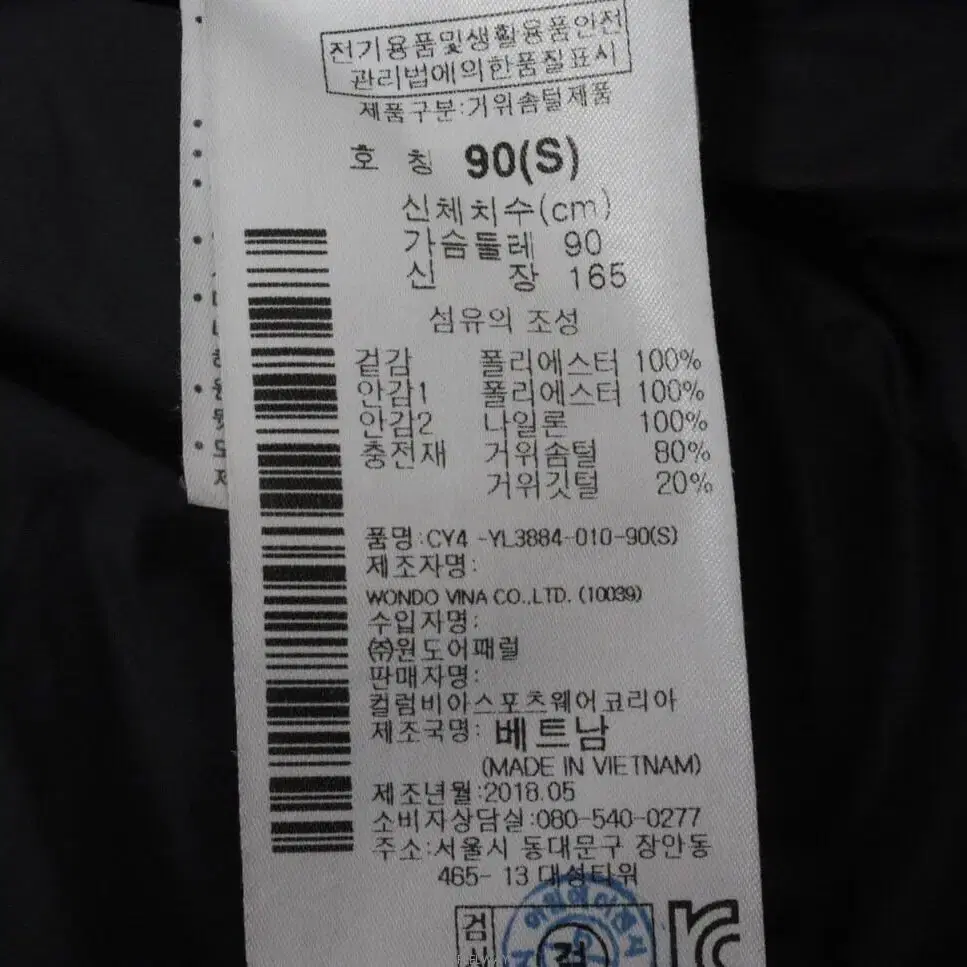 전기용품및생활용품안전
관리법에의한품질표시
제품구분:거위솜털제품
호 칭 90(S)
신체치수(cm)
가슴둘레 90
신 장 165
섬유의 조성
겉감 폴리에스터 100%
안감1 폴리에스터 100%
안감2 나일론 100%
충전재 거위솜털 80%
거위깃털 20%
품명:CY4 -YL3884-010-90(S)
제조자명:
WONDO VINA CO.,LTD. (10039)
수입자명:
㈜원도어패럴
판매자명:
컬럼비아스포츠웨어코리아
제조국명: 베트남
(MADE IN VIETNAM)
제조년월:2018.05
소비자상담실:080-540-0277
주소:서울시 동대문구 장안동
465- 13 대성타워
검